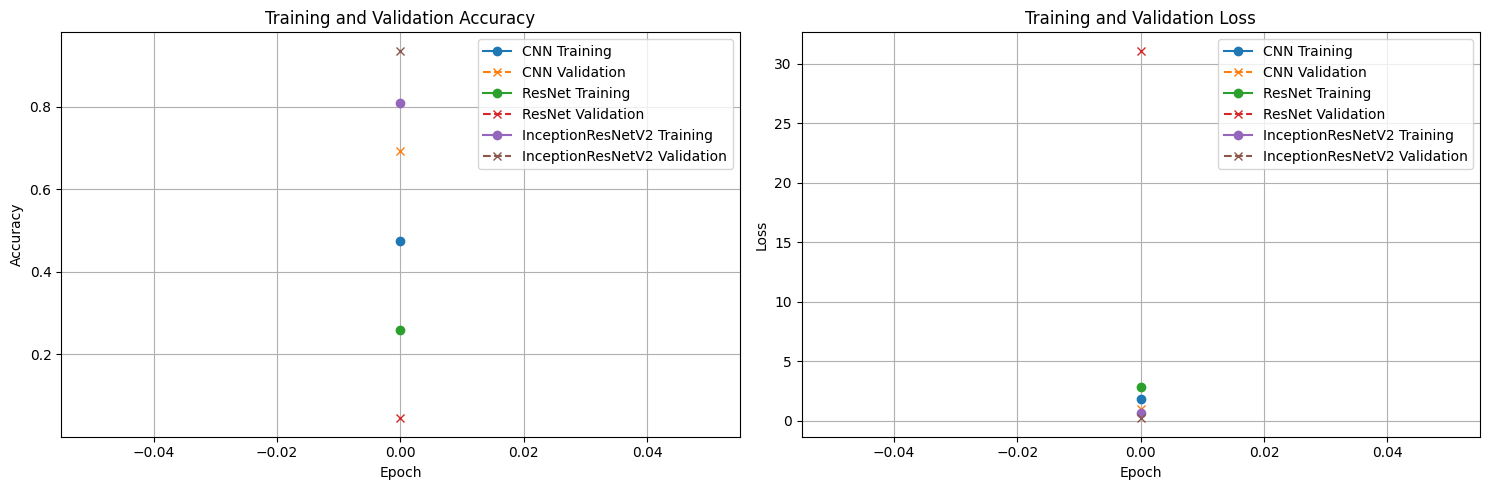 Training and Validation Accuracy
CNN Training
CNN Validation
ResNet Training
ResNet Validation
InceptionResNetV2 Training
InceptionResNetV2 Validation
0.8
0.6
0.4
0.2
Accuracy
−0.04 −0.02 0.00 0.02 0.04
Epoch
Training and Validation Loss
CNN Training
CNN Validation
ResNet Training
ResNet Validation
InceptionResNetV2 Training
InceptionResNetV2 Validation
30
25
20
15
10
5
0
Loss
−0.04 −0.02 0.00 0.02 0.04
Epoch